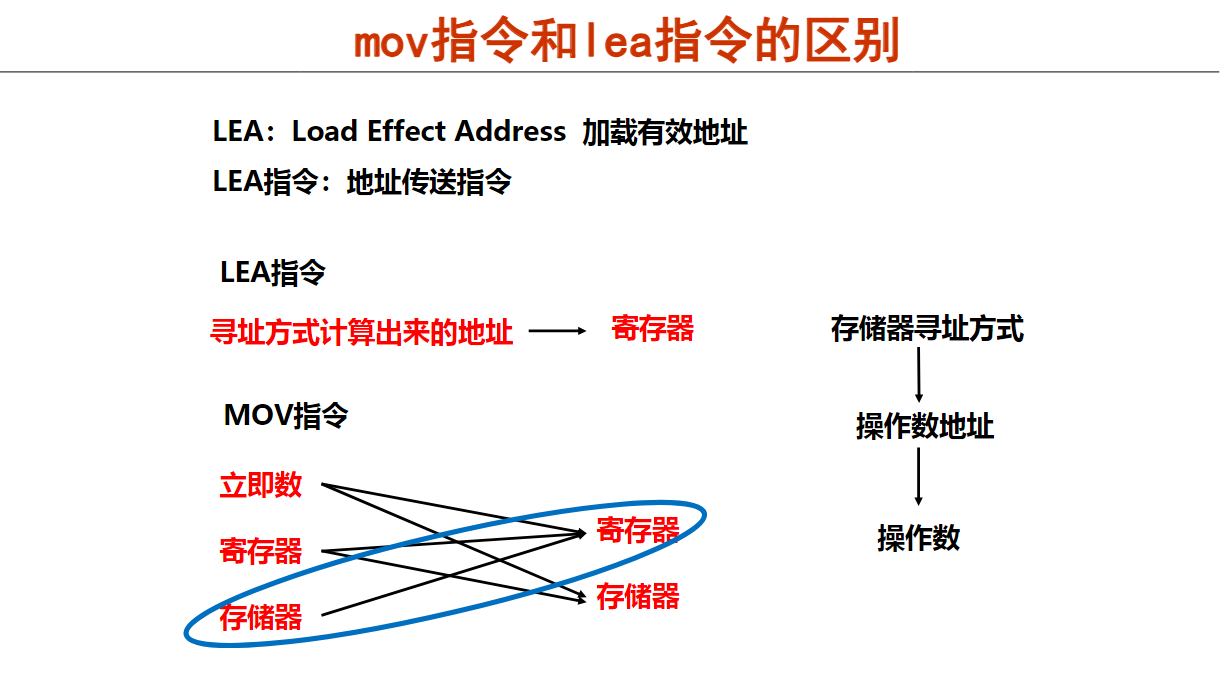 mov指令和lea指令的区别
LEA：Load Effect Address 加载有效地址
LEA指令：地址传送指令
LEA指令
寻址方式计算出来的地址
寄存器
MOV指令
立即数
寄存器
存储器
寄存器
存储器
存储器寻址方式
操作数地址
操作数